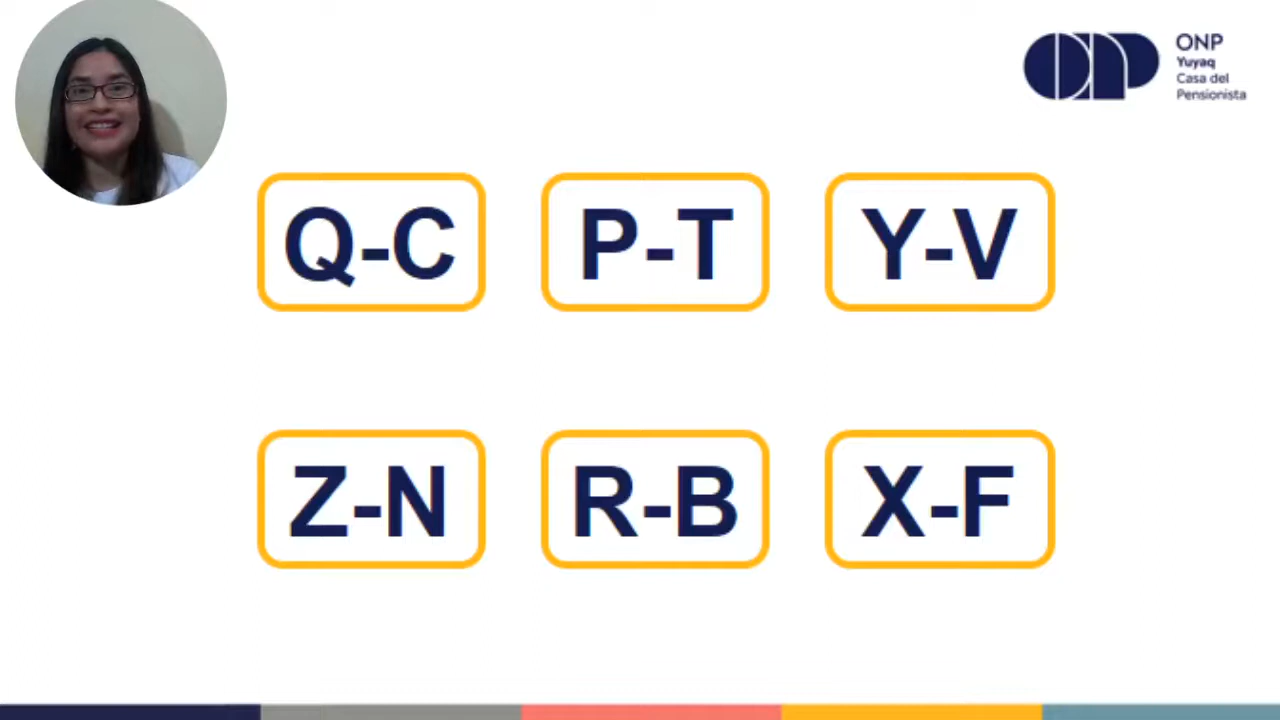 ONP
Yuyaq
Casa del
Pensionista
Q-C
P-T
Y-V
Z-N
R-B
X-F